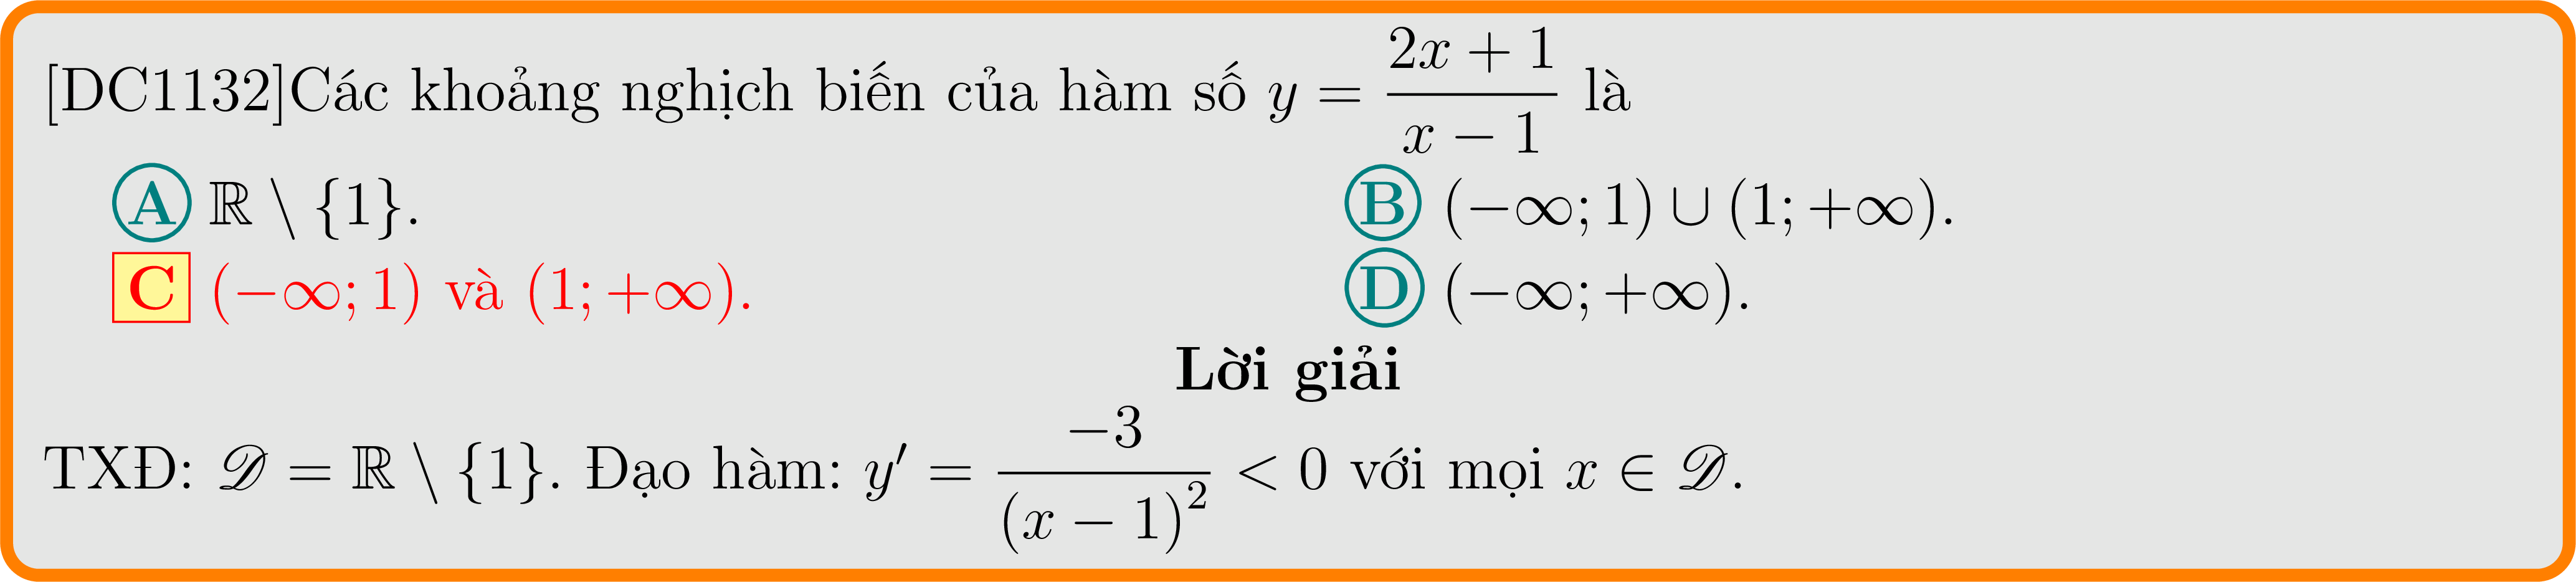 [DC1132]Các khoảng nghịch biến của hàm số $y = \dfrac{2x+1}{x-1}$ là
A $\mathbb{R} \setminus \{1\}$. B $(-\infty; 1) \cup (1; +\infty)$.
C $(-\infty; 1)$ và $(1; +\infty)$. D $(-\infty; +\infty)$.
Lời giải
TXĐ: $\mathscr{D} = \mathbb{R} \setminus \{1\}$. Đạo hàm: $y' = \dfrac{-3}{(x-1)^2} < 0$ với mọi $x \in \mathscr{D}$.